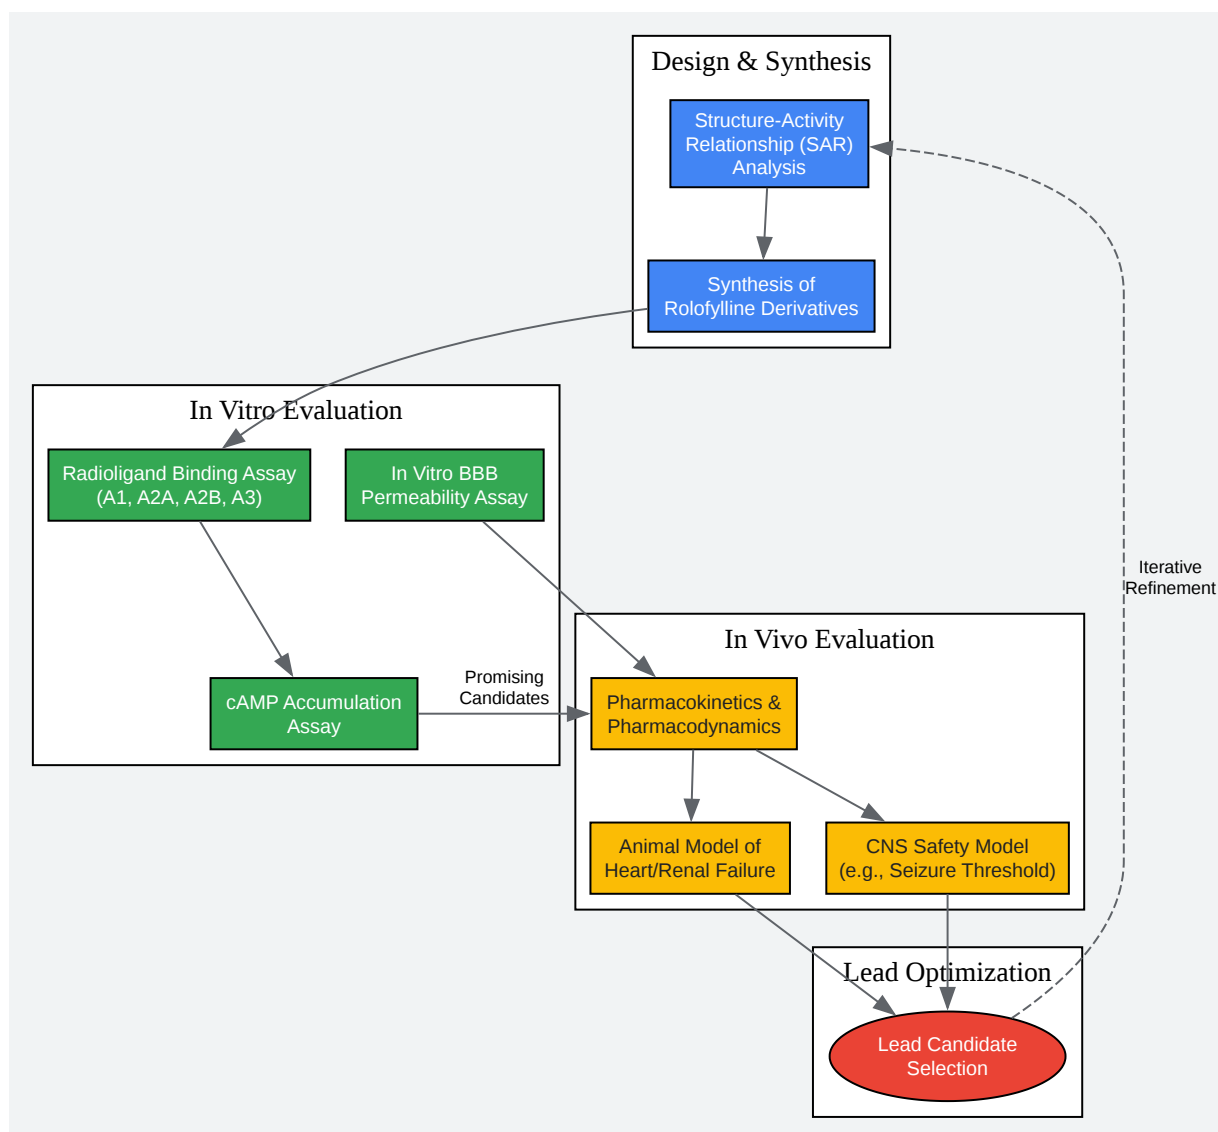 Design & Synthesis
Structure-Activity
Relationship (SAR)
Analysis
Synthesis of
Rolofylline Derivatives
In Vitro Evaluation
Radioligand Binding Assay
(A1, A2A, A2B, A3)
In Vitro BBB
Permeability Assay
Iterative
Refinement
In Vivo Evaluation
cAMP Accumulation
Assay
Promising
Candidates
Pharmacokinetics &
Pharmacodynamics
Animal Model of
Heart/Renal Failure
CNS Safety Model
(e.g., Seizure Threshold)
Lead Optimization
Lead Candidate
Selection